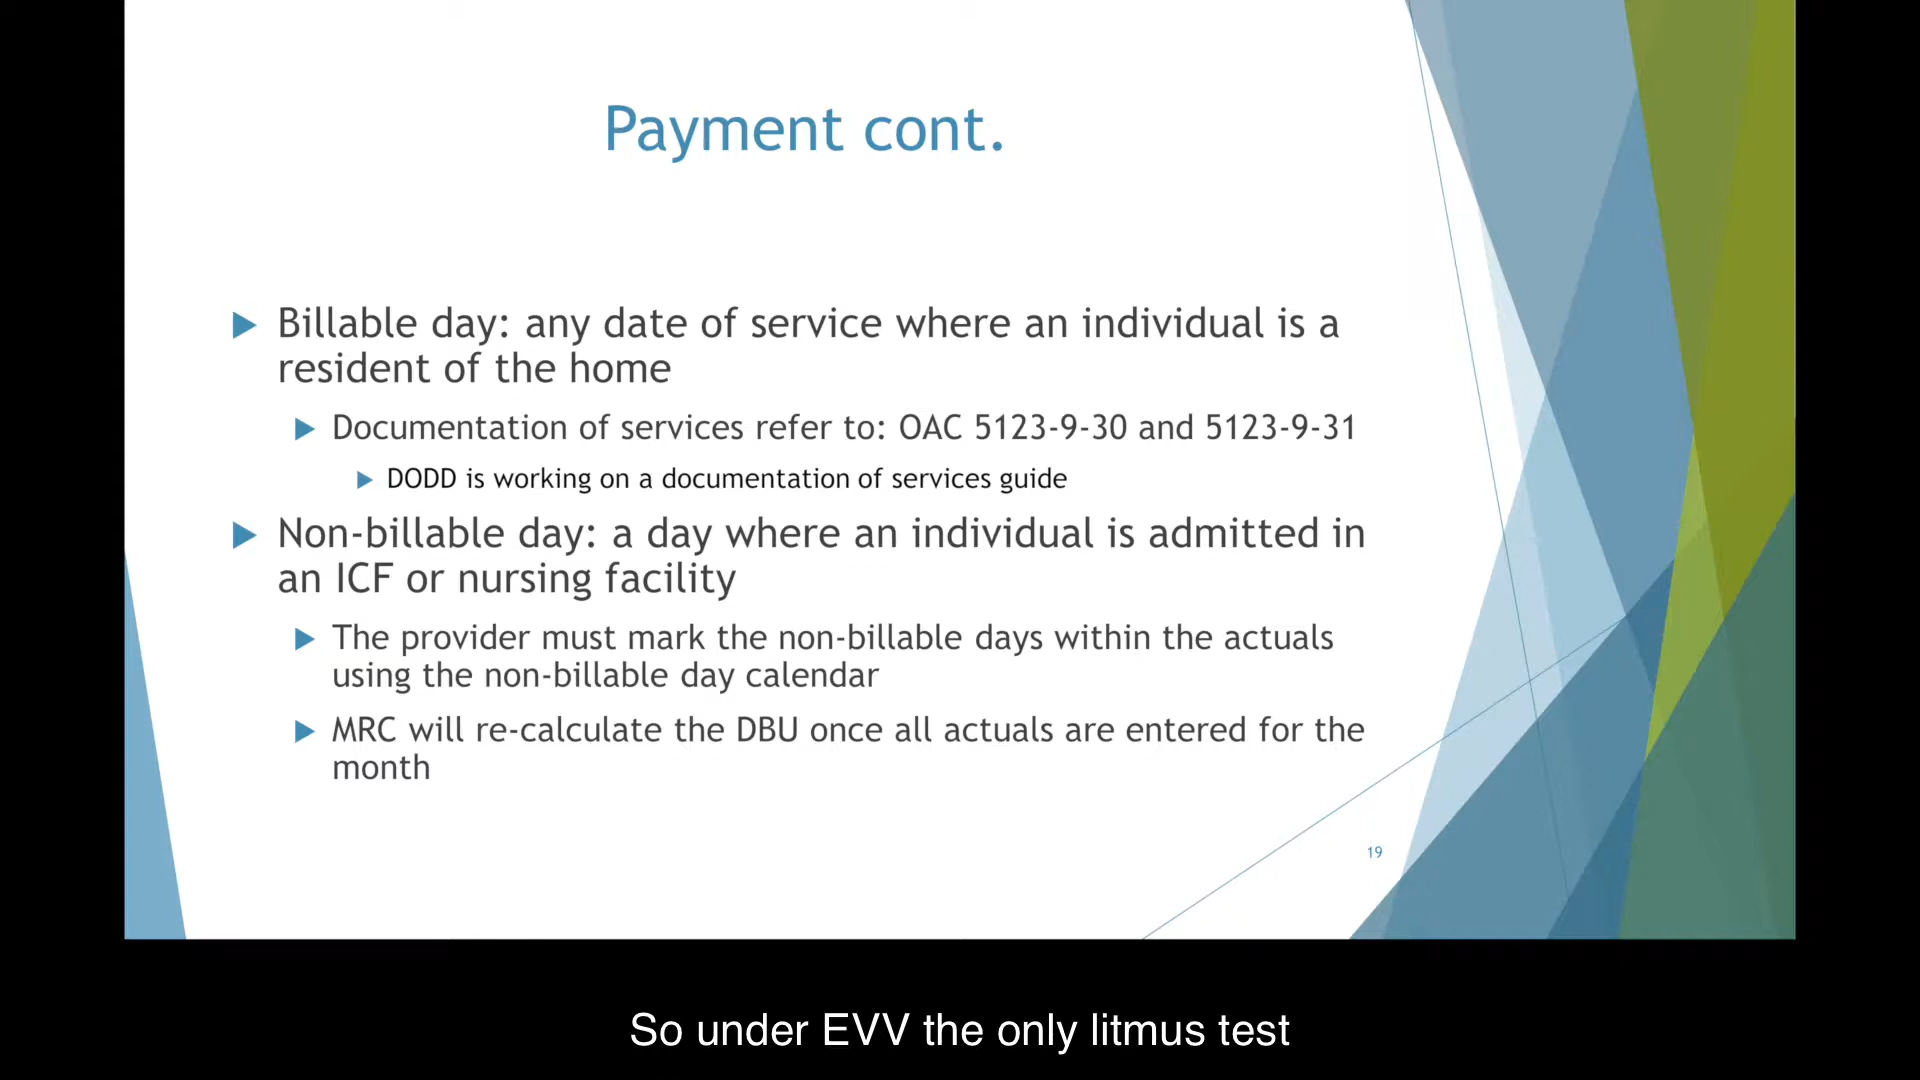 Payment cont.
Billable day: any date of service where an individual is a
resident of the home
Documentation of services refer to: OAC 5123-9-30 and 5123-9-31
DODD is working on a documentation of services guide
Non-billable day: a day where an individual is admitted in
an ICF or nursing facility
The provider must mark the non-billable days within the actuals
using the non-billable day calendar
MRC will re-calculate the DBU once all actuals are entered for the
month
19
So under EVV the only litmus test